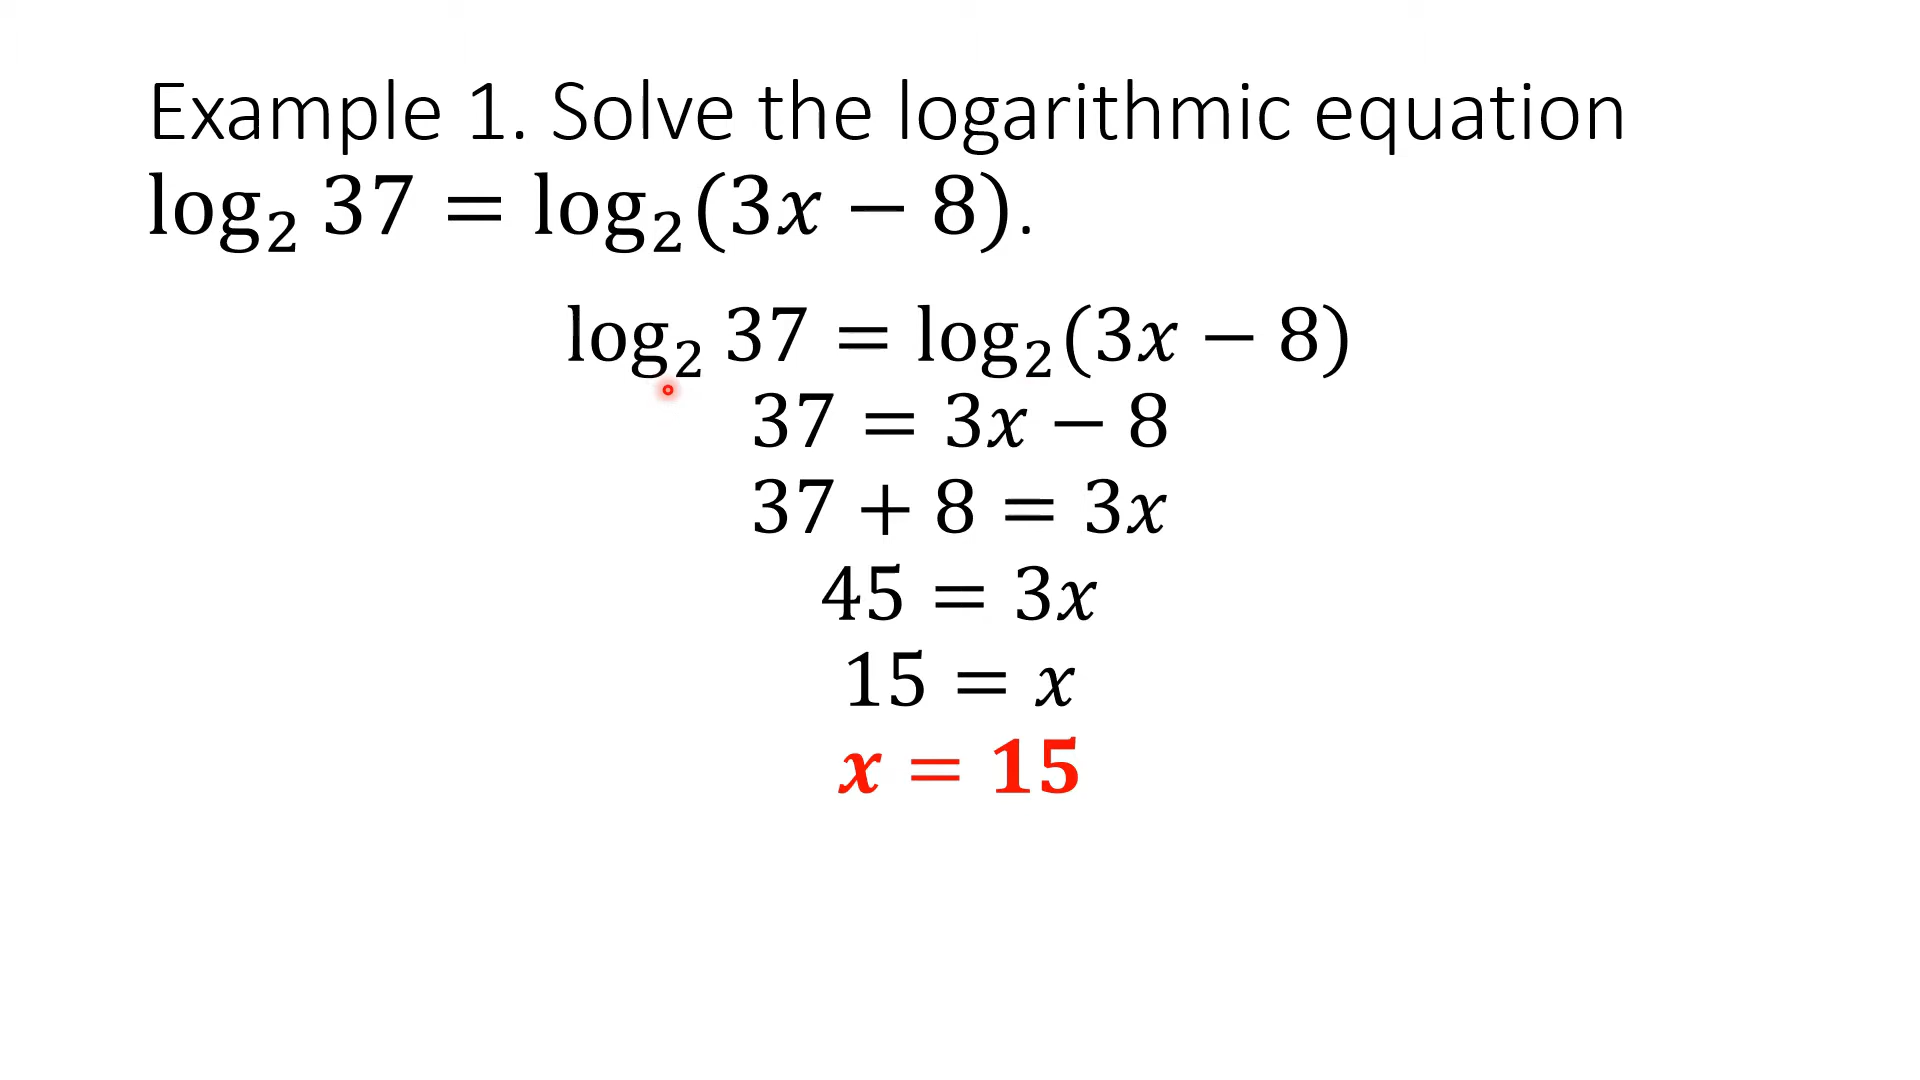 Example 1. Solve the logarithmic equation
log₂ 37 = log₂(3x − 8).
log₂ 37 = log₂(3x − 8)
37 = 3x − 8
37 + 8 = 3x
45 = 3x
15 = x
x = 15